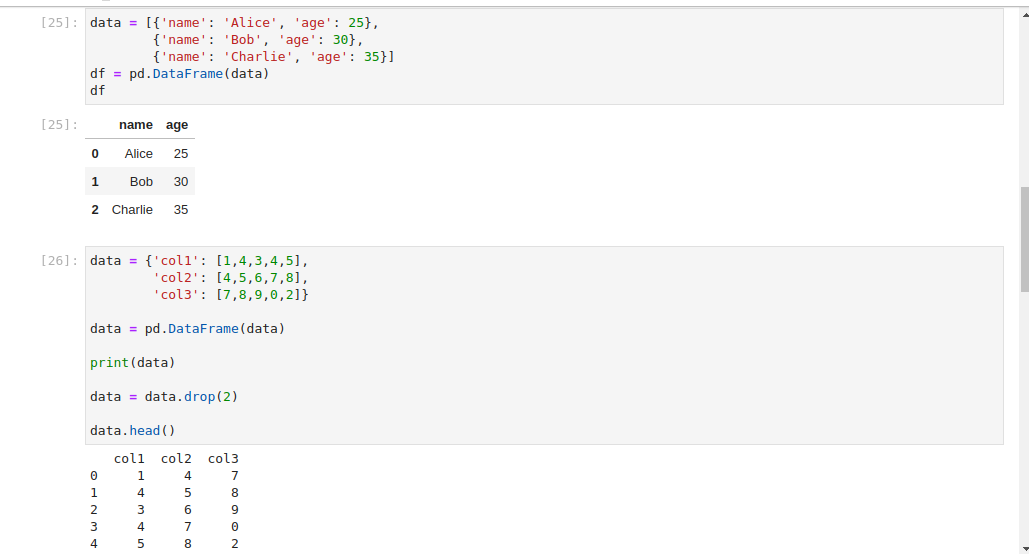 [25]: data = [{'name': 'Alice', 'age': 25},
{'name': 'Bob', 'age': 30},
{'name': 'Charlie', 'age': 35}]
df = pd.DataFrame(data)
df
[25]: name age
0 Alice 25
1 Bob 30
2 Charlie 35
[26]: data = {'col1': [1,4,3,4,5],
'col2': [4,5,6,7,8],
'col3': [7,8,9,0,2]}
data = pd.DataFrame(data)
print(data)
data = data.drop(2)
data.head()
col1 col2 col3
0 1 4 7
1 4 5 8
2 3 6 9
3 4 7 0
4 5 8 2